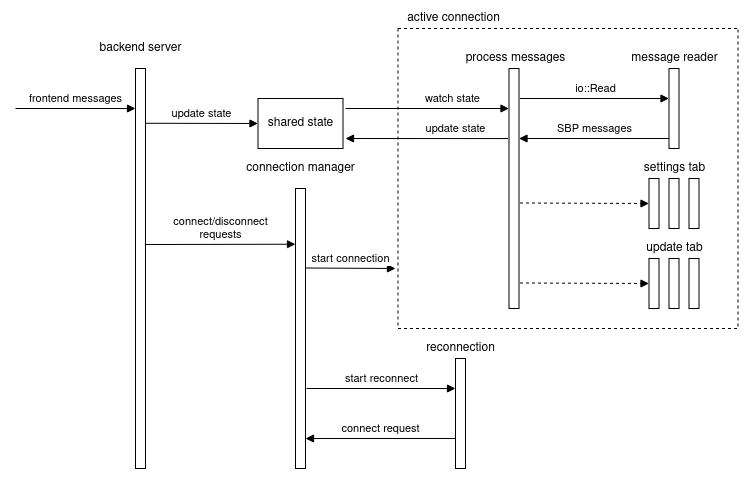 active connection
backend server
process messages
message reader
frontend messages
update state
shared state
watch state
io::Read
update state
SBP messages
connection manager
settings tab
connect/disconnect
requests
start connection
update tab
reconnection
start reconnect
connect request